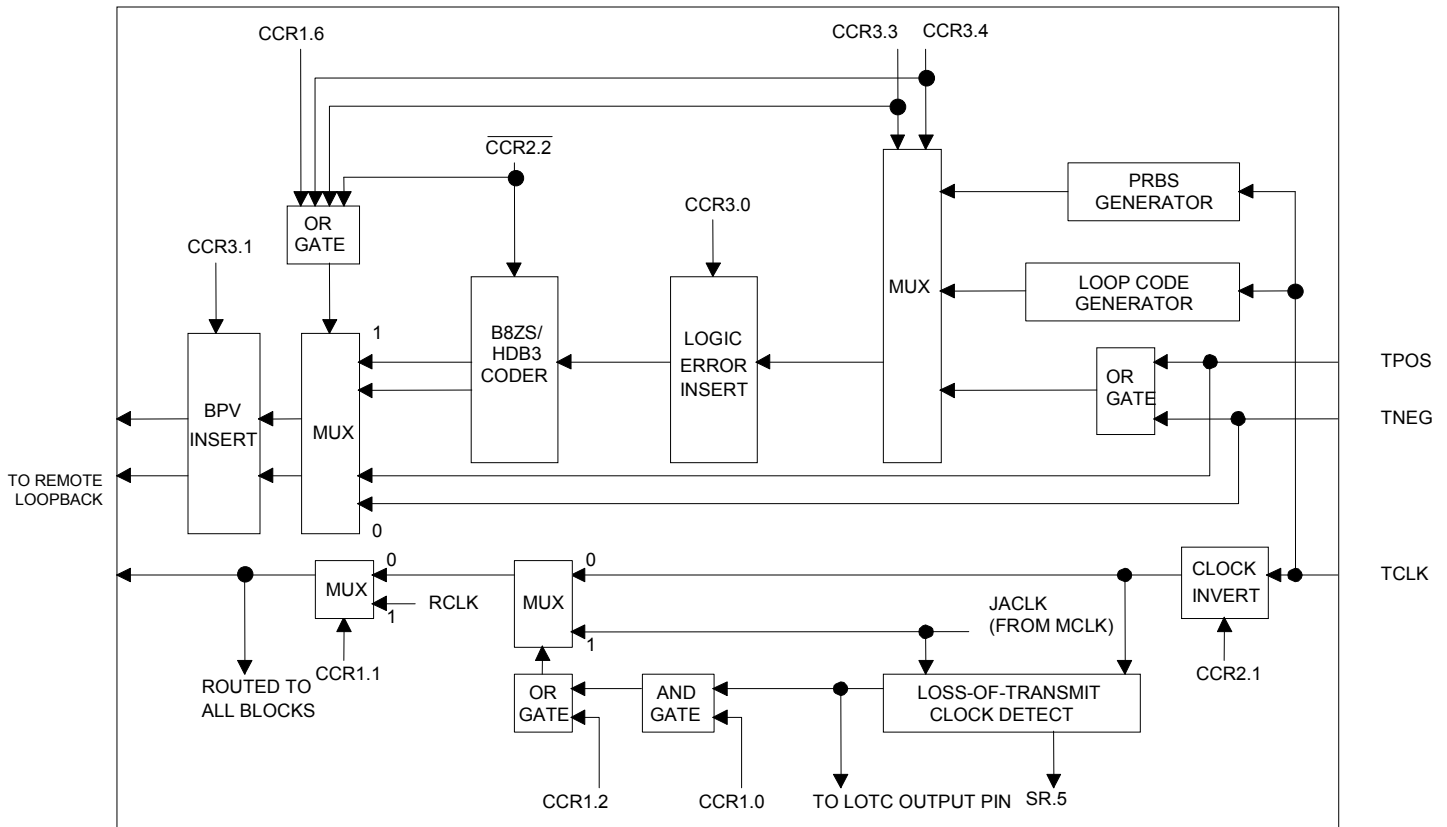 CCR1.6
CCR3.3
CCR3.4
CCR2.2
CCR3.0
CCR3.1
OR
GATE
PRBS
GENERATOR
MUX
LOOP CODE
GENERATOR
1
B8ZS/
HDB3
CODER
LOGIC
ERROR
INSERT
OR
GATE
TPOS
TNEG
BPV
INSERT
MUX
TO REMOTE
LOOPBACK
0
0
MUX
1
RCLK
CCR1.1
ROUTED TO
ALL BLOCKS
0
MUX
1
JACLK
(FROM MCLK)
CLOCK
INVERT
TCLK
CCR2.1
OR
GATE
AND
GATE
LOSS-OF-TRANSMIT
CLOCK DETECT
CCR1.2
CCR1.0
TO LOTC OUTPUT PIN
SR.5